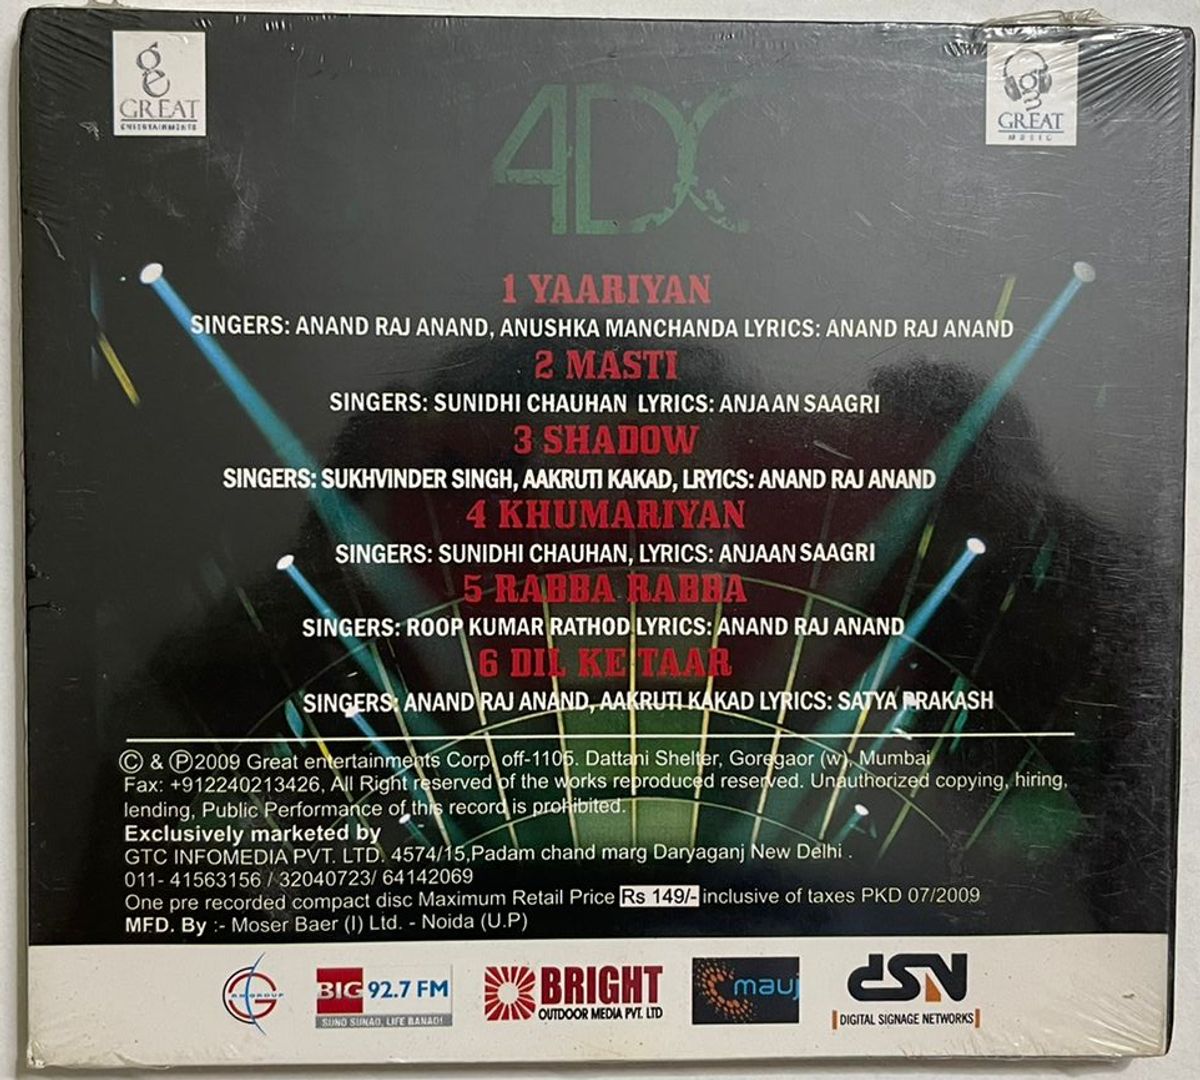 ge
GREAT
ENTERTAINMENTS
4DX
g
GREAT
MUSIC
1 YAARIYAN
SINGERS: ANAND RAJ ANAND, ANUSHKA MANCHANDA LYRICS: ANAND RAJ ANAND
2 MASTI
SINGERS: SUNIDHI CHAUHAN LYRICS: ANJAAN SAAGRI
3 SHADOW
SINGERS: SUKHVINDER SINGH, AAKRUTI KAKAD, LRYICS: ANAND RAJ ANAND
4 KHUMARIYAN
SINGERS: SUNIDHI CHAUHAN, LYRICS: ANJAAN SAAGRI
5 RABBA RABBA
SINGERS: ROOP KUMAR RATHOD LYRICS: ANAND RAJ ANAND
6 DIL KE TAAR
SINGERS: ANAND RAJ ANAND, AAKRUTI KAKAD LYRICS: SATYA PRAKASH
© & Ⓟ2009 Great entertainments Corp. off-1105. Dattani Shelter, Goregaor (w), Mumbai
Fax: +912240213426, All Right reserved of the works reproduced reserved. Unauthorized copying, hiring,
lending, Public Performance of this record is prohibited.
Exclusively marketed by
GTC INFOMEDIA PVT. LTD. 4574/15,Padam chand marg Daryaganj New Delhi .
011- 41563156 / 32040723/ 64142069
One pre recorded compact disc Maximum Retail Price Rs 149/- inclusive of taxes PKD 07/2009
MFD. By :- Moser Baer (I) Ltd. - Noida (U.P)
GROUP
BIG 92.7 FM
SUNO SUNAO, LIFE BANAO!
BRIGHT
OUTDOOR MEDIA PVT. LTD
mauj
dSN
DIGITAL SIGNAGE NETWORKS